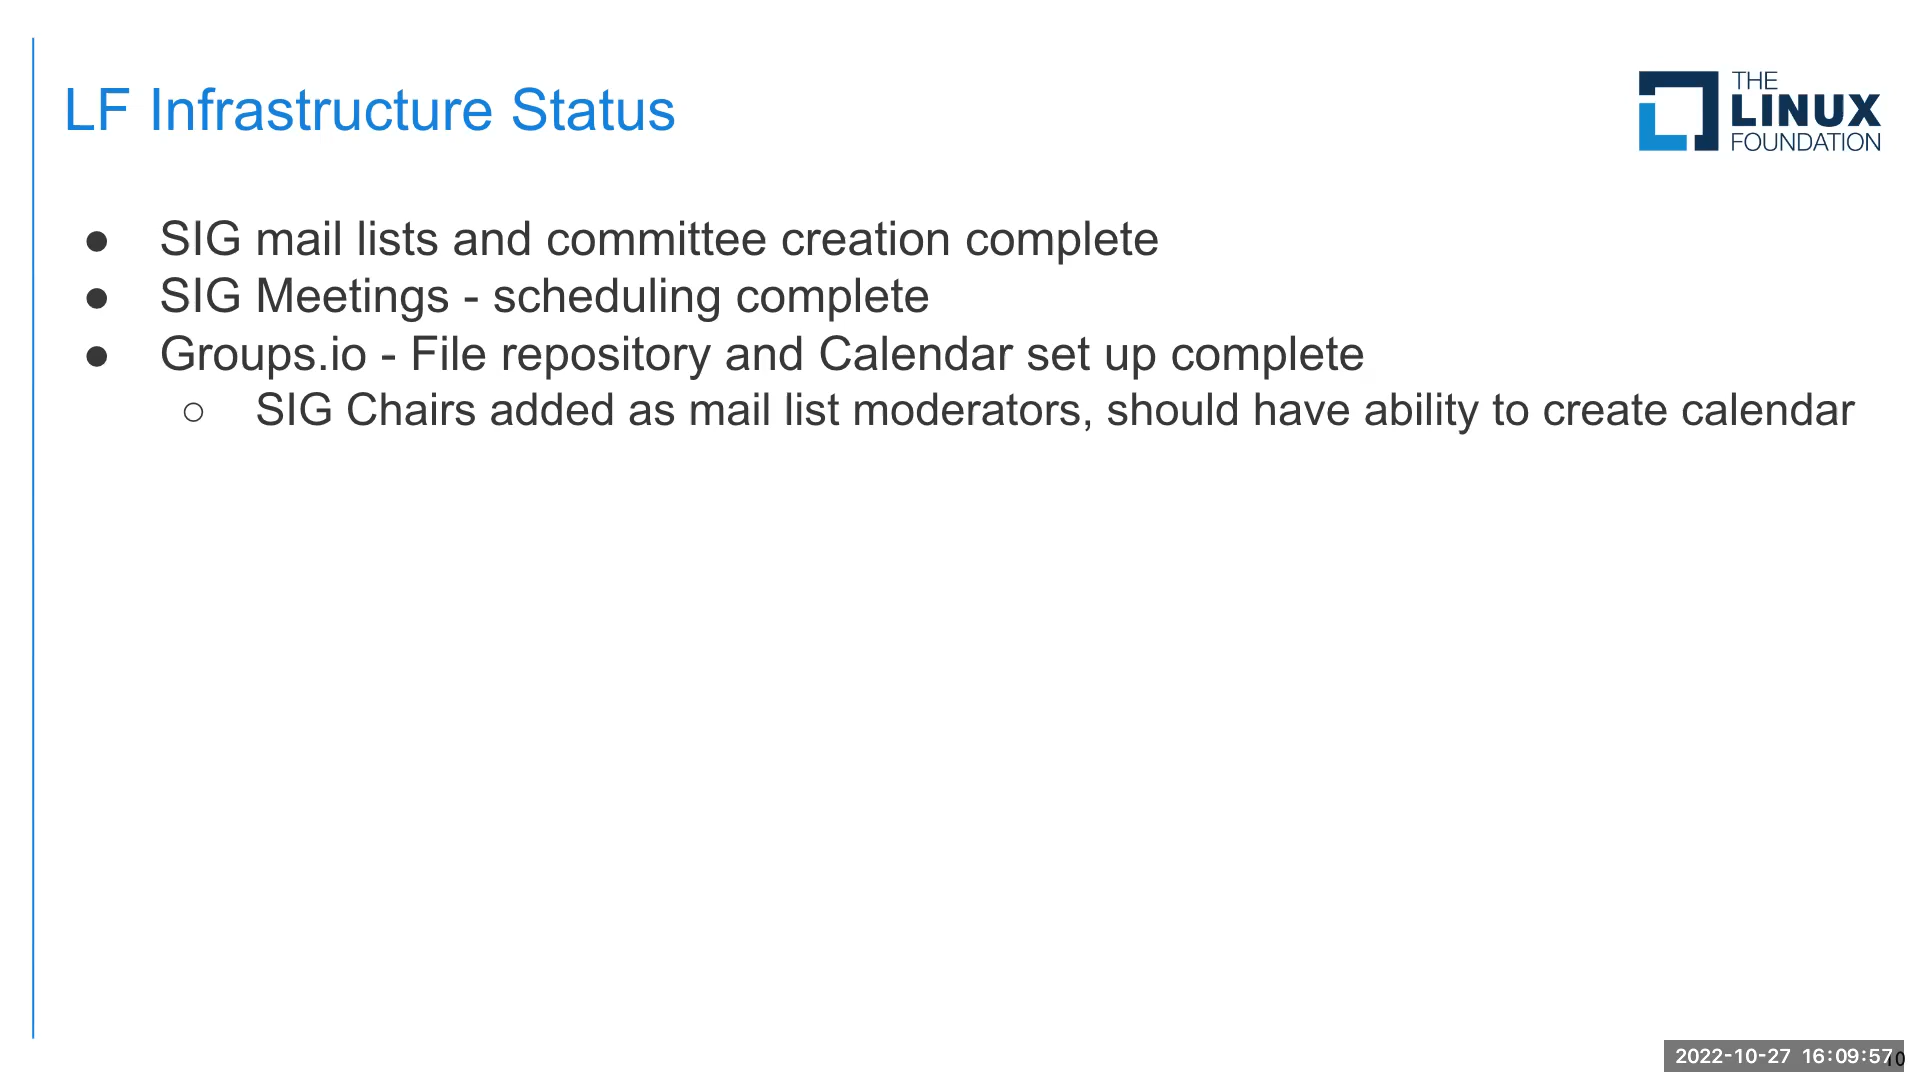 LF Infrastructure Status
THE
LINUX
FOUNDATION
● SIG mail lists and committee creation complete
● SIG Meetings - scheduling complete
● Groups.io - File repository and Calendar set up complete
○ SIG Chairs added as mail list moderators, should have ability to create calendar
2022-10-27 16:09:57
10